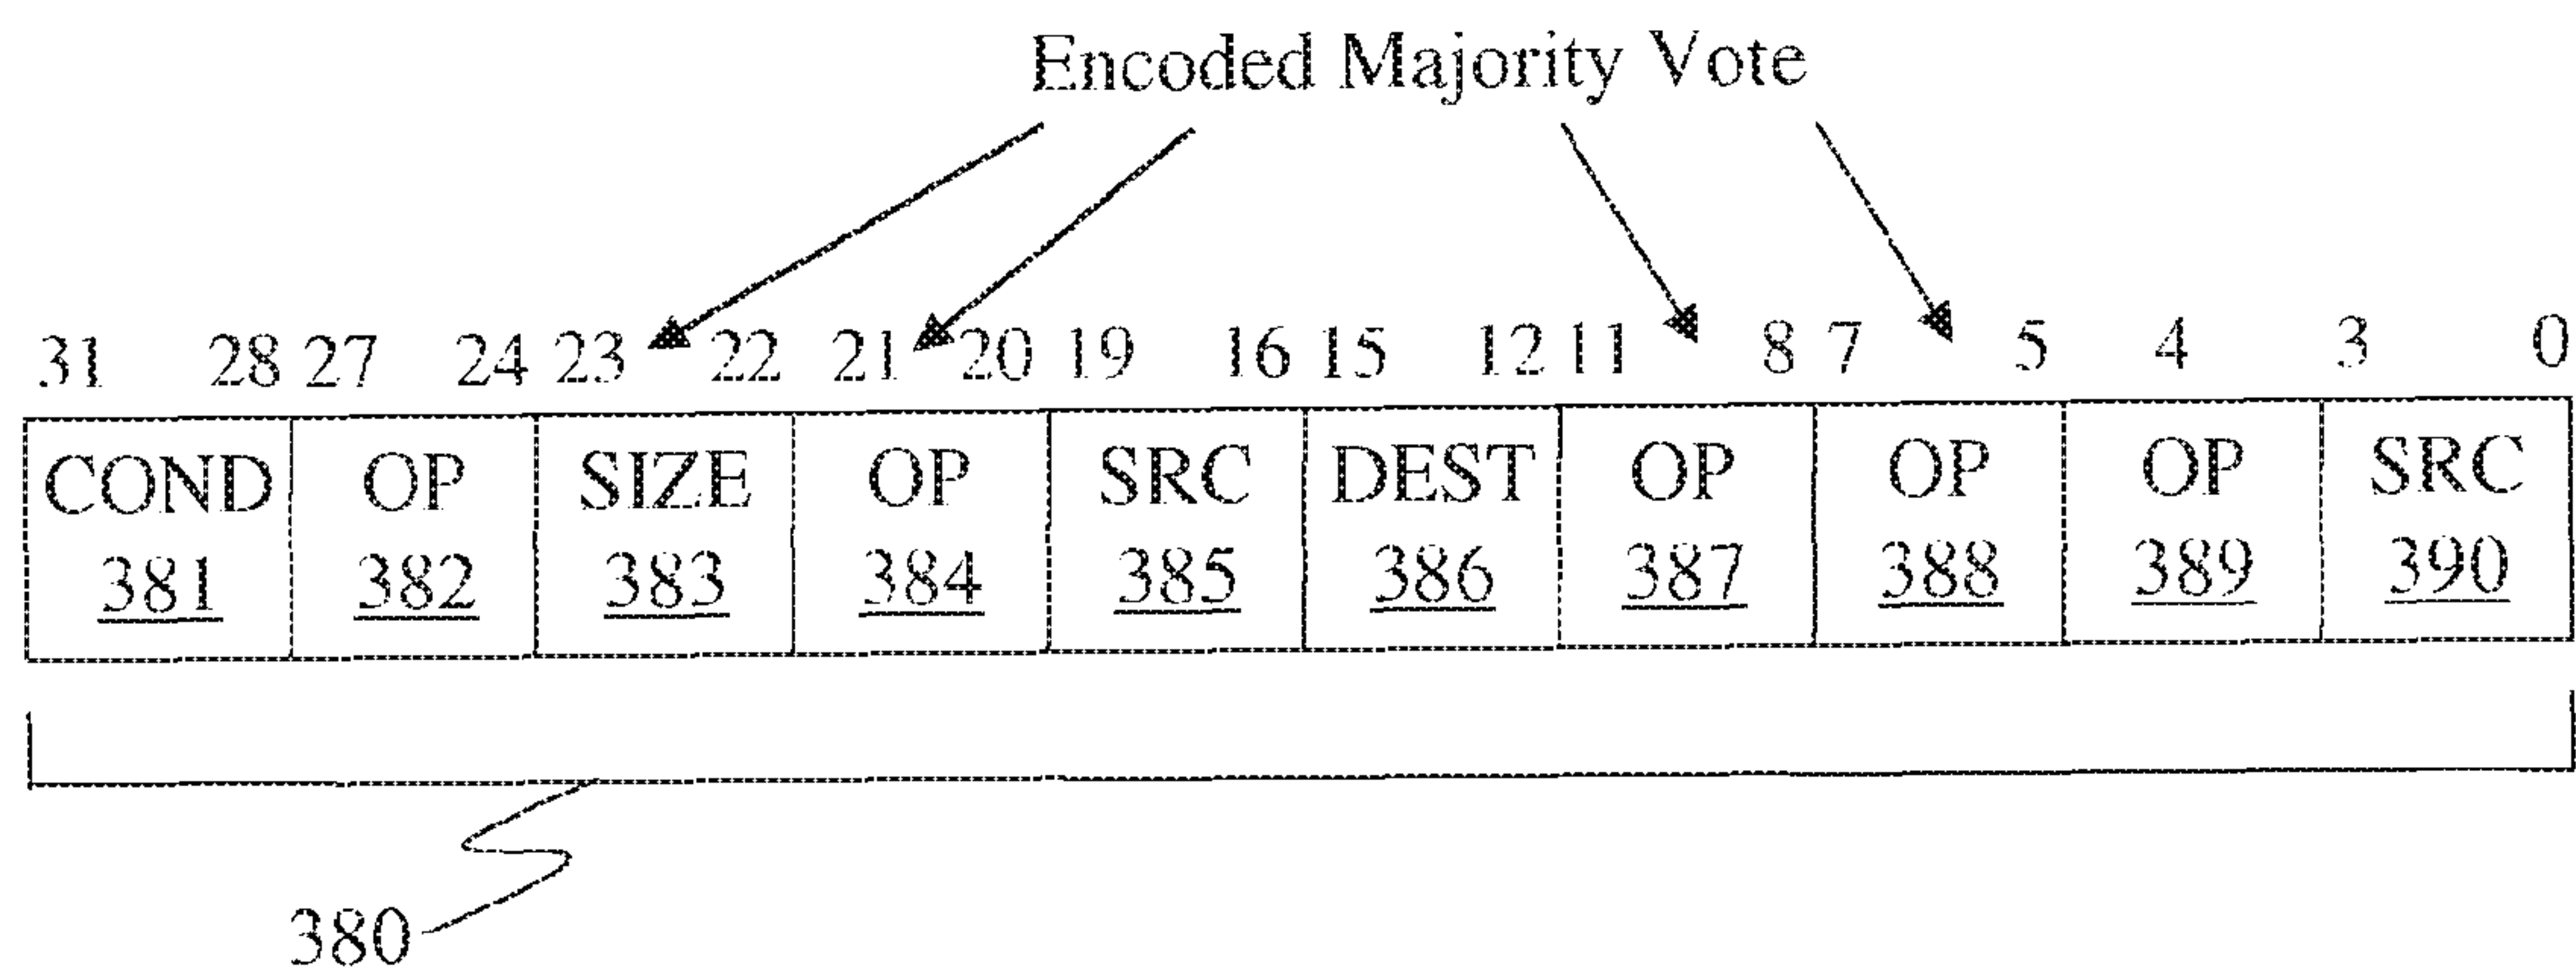 Encoded Majority Vote
31 28 27 24 23 22 21 20 19 16 15 12 11 8 7 5 4 3 0
COND OP SIZE OP SRC DEST OP OP OP SRC
381 382 383 384 385 386 387 388 389 390
380